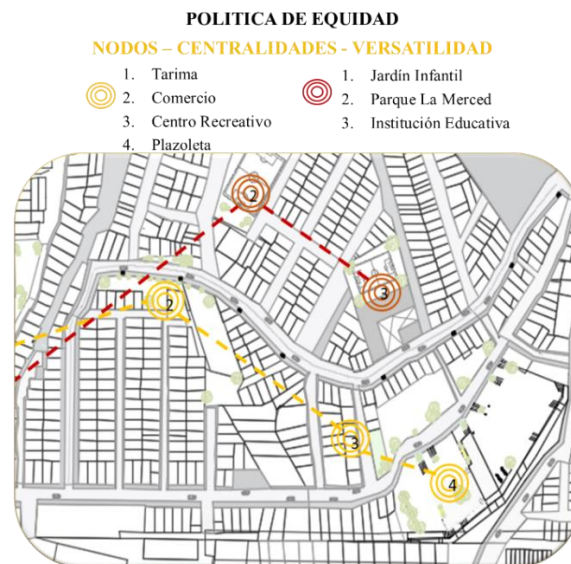 POLITICA DE EQUIDAD
NODOS – CENTRALIDADES - VERSATILIDAD
1. Tarima
2. Comercio
3. Centro Recreativo
4. Plazoleta
1. Jardín Infantil
2. Parque La Merced
3. Institución Educativa
2
3
2
3
4